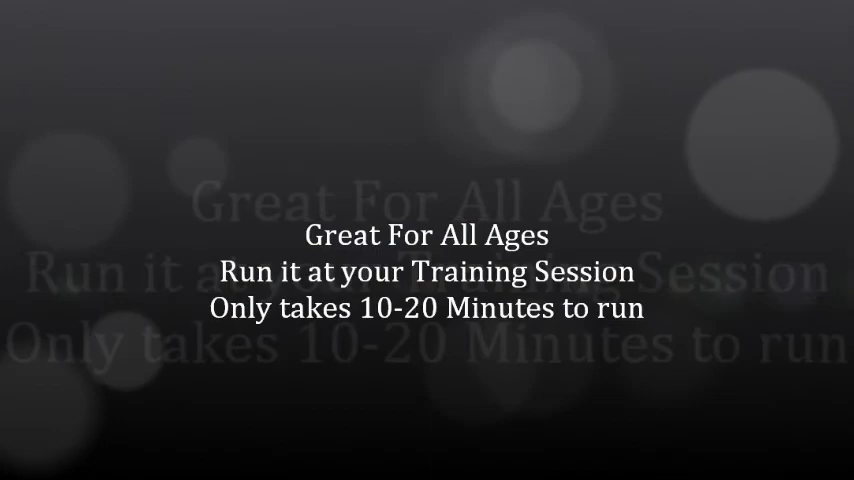 Great For All Ages
Run it at your Training Session
Only takes 10-20 Minutes to run